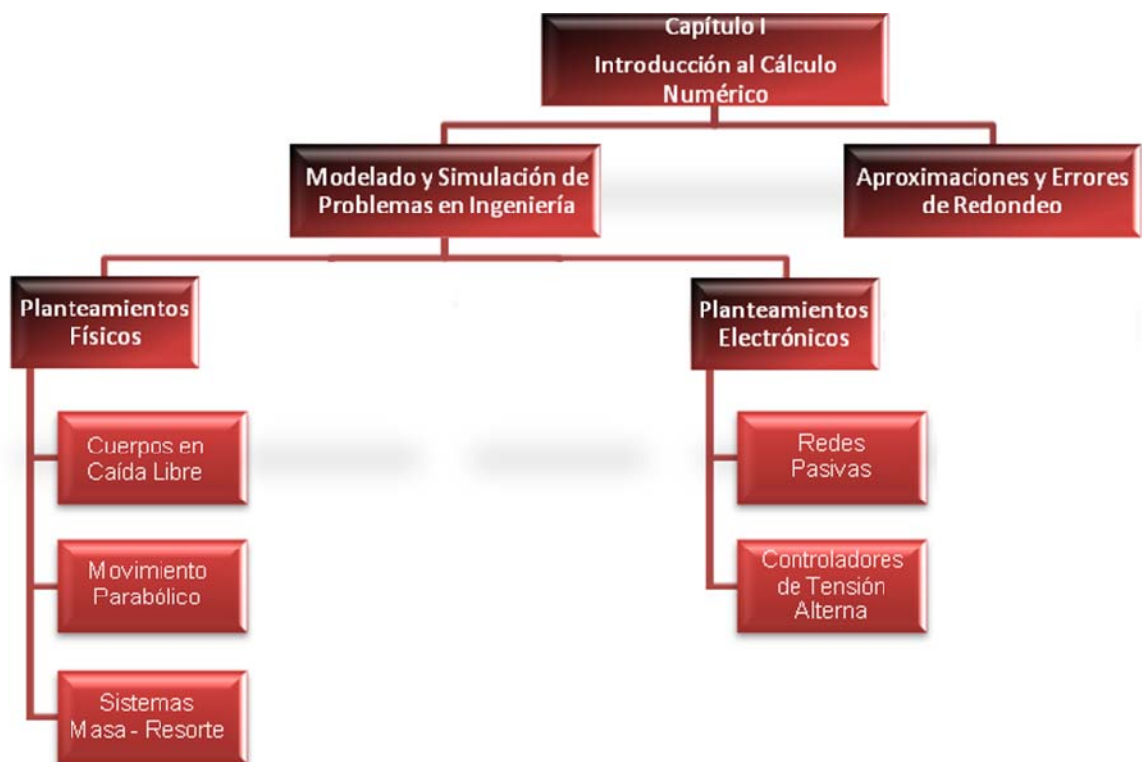 Capítulo I
Introducción al Cálculo
Numérico
Modelado y Simulación de
Problemas en Ingeniería
Aproximaciones y Errores
de Redondeo
Planteamientos
Físicos
Planteamientos
Electrónicos
Cuerpos en
Caída Libre
Redes
Pasivas
Movimiento
Parabólico
Controladores
de Tensión
Alterna
Sistemas
Masa - Resorte